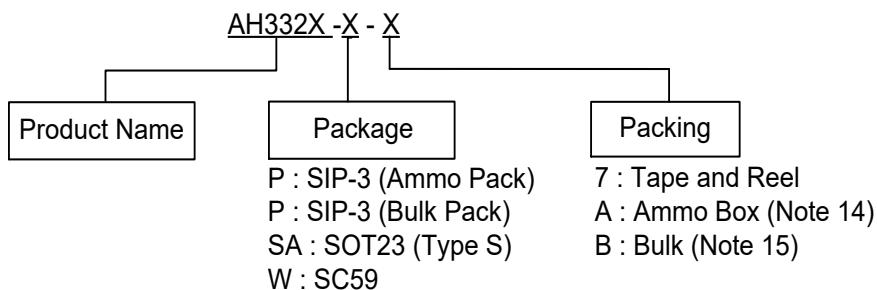 AH332X -X - X
Product Name
Package
Packing
P : SIP-3 (Ammo Pack)
P : SIP-3 (Bulk Pack)
SA : SOT23 (Type S)
W : SC59
7 : Tape and Reel
A : Ammo Box (Note 14)
B : Bulk (Note 15)